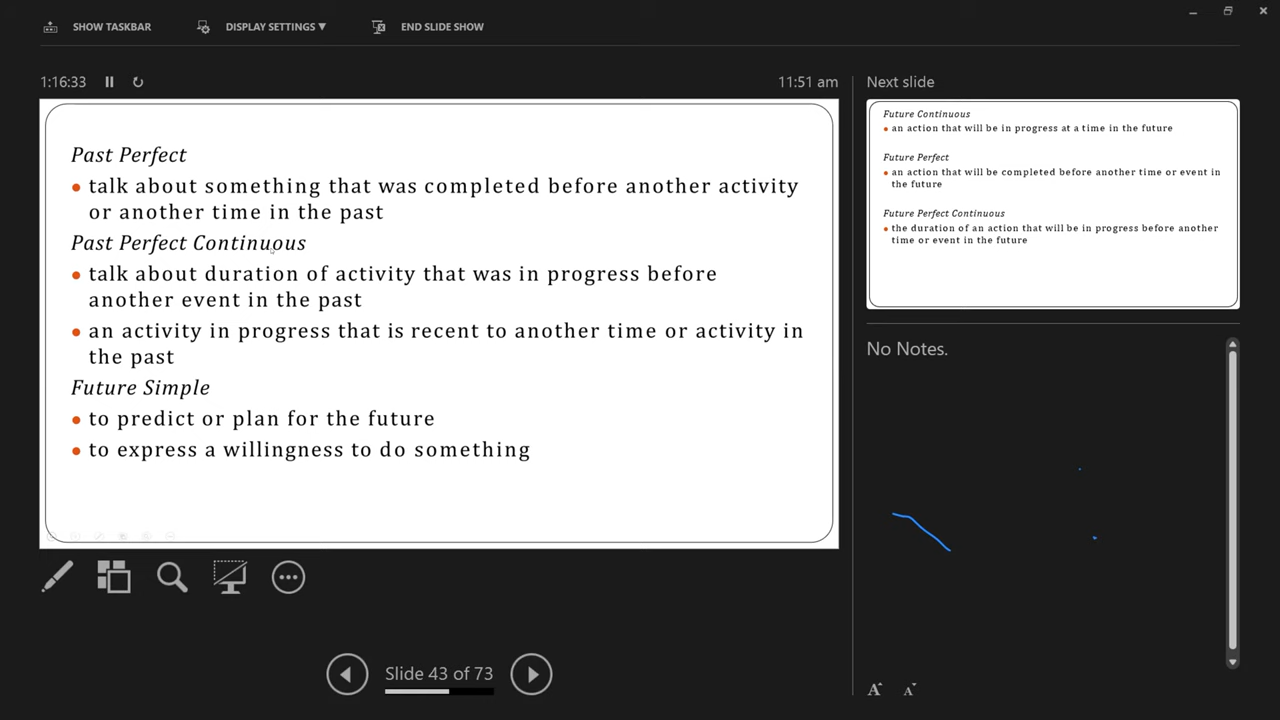 SHOW TASKBAR
DISPLAY SETTINGS ▼
END SLIDE SHOW
1:16:33
11:51 am
Past Perfect
• talk about something that was completed before another activity
or another time in the past
Past Perfect Continuous
• talk about duration of activity that was in progress before
another event in the past
• an activity in progress that is recent to another time or activity in
the past
Future Simple
• to predict or plan for the future
• to express a willingness to do something
Slide 43 of 73
Next slide
Future Continuous
• an action that will be in progress at a time in the future
Future Perfect
• an action that will be completed before another time or event in
the future
Future Perfect Continuous
• the duration of an action that will be in progress before another
time or event in the future
No Notes.
A A